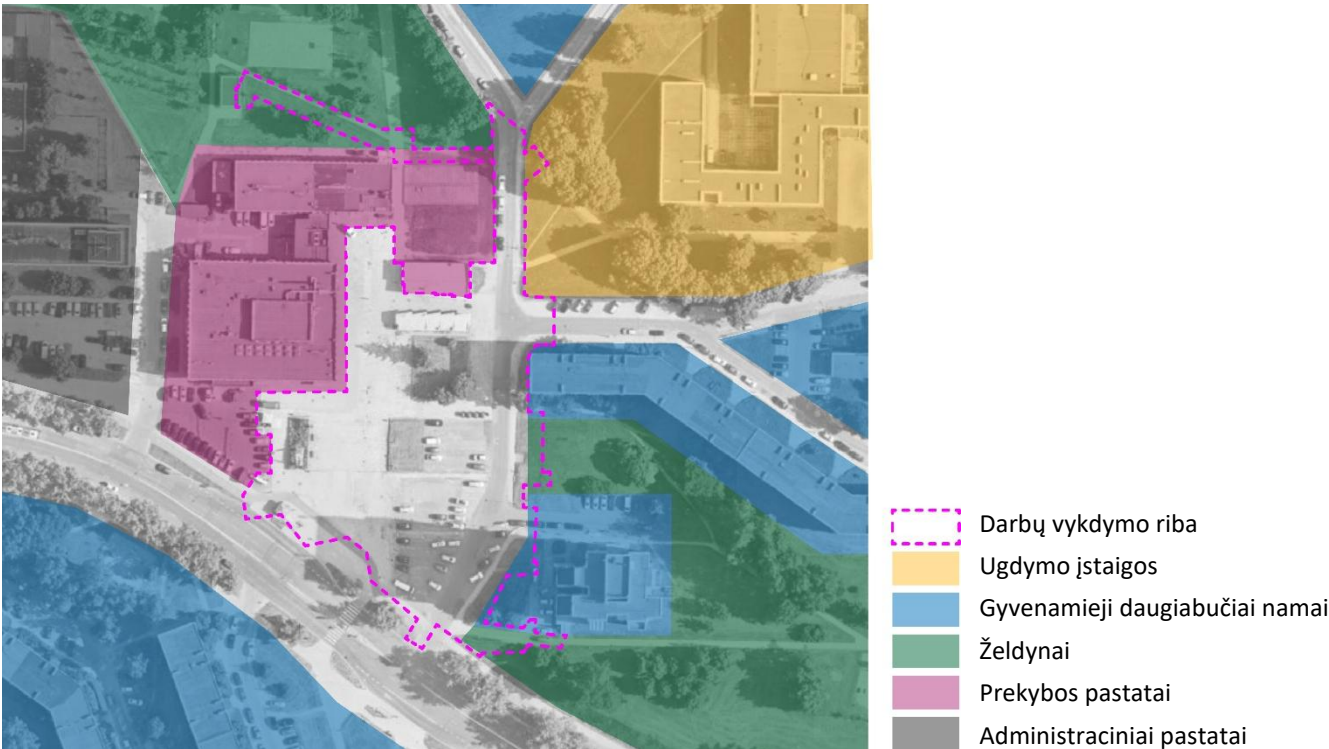 Darbų vykdymo riba
Ugdymo įstaigos
Gyvenamieji daugiabučiai namai
Želdynai
Prekybos pastatai
Administraciniai pastatai